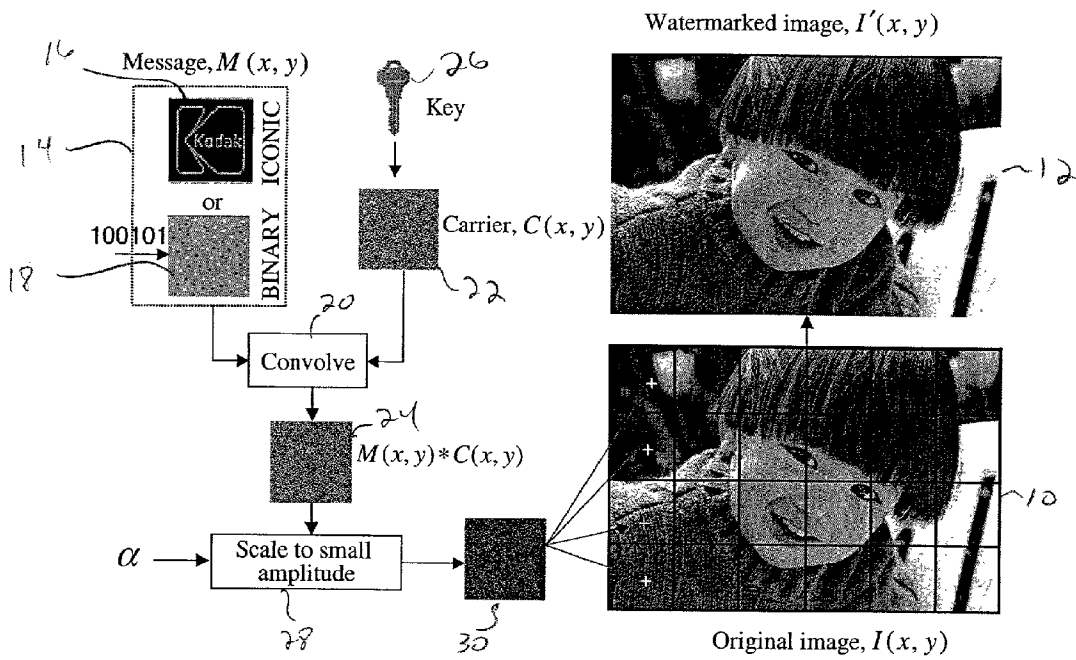 Watermarked image, I'(x, y)
16
Message, M (x, y)
26
Key
14
Kodak
ICONIC
or
12
100101
BINARY
Carrier, C(x, y)
18
22
20
Convolve
24
M(x, y)*C(x, y)
10
α
Scale to small
amplitude
28
30
Original image, I(x, y)